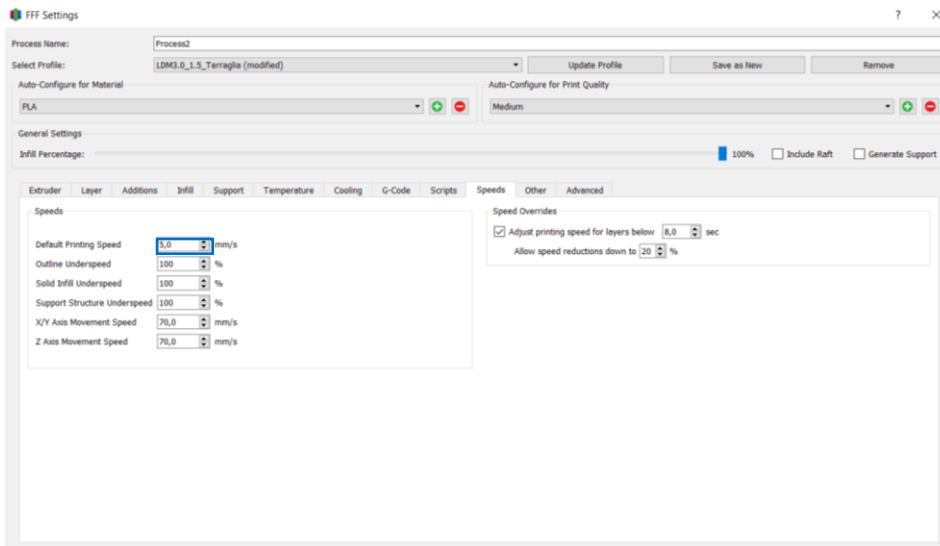 FFF Settings ?
Process Name: Process2
Select Profile: LDM3.0_1.5_Terraglia (modified) Update Profile Save as New Remove
Auto-Configure for Material Auto-Configure for Print Quality
PLA Medium
General Settings
Infill Percentage: 100% Include Raft Generate Support
Extruder Layer Additions Infill Support Temperature Cooling G-Code Scripts Speeds Other Advanced
Speeds Speed Overrides
Adjust printing speed for layers below 8,0 sec
Default Printing Speed 5,0 mm/s
Allow speed reductions down to 20 %
Outline Underspeed 100 %
Solid Infill Underspeed 100 %
Support Structure Underspeed 100 %
X/Y Axis Movement Speed 70,0 mm/s
Z Axis Movement Speed 70,0 mm/s